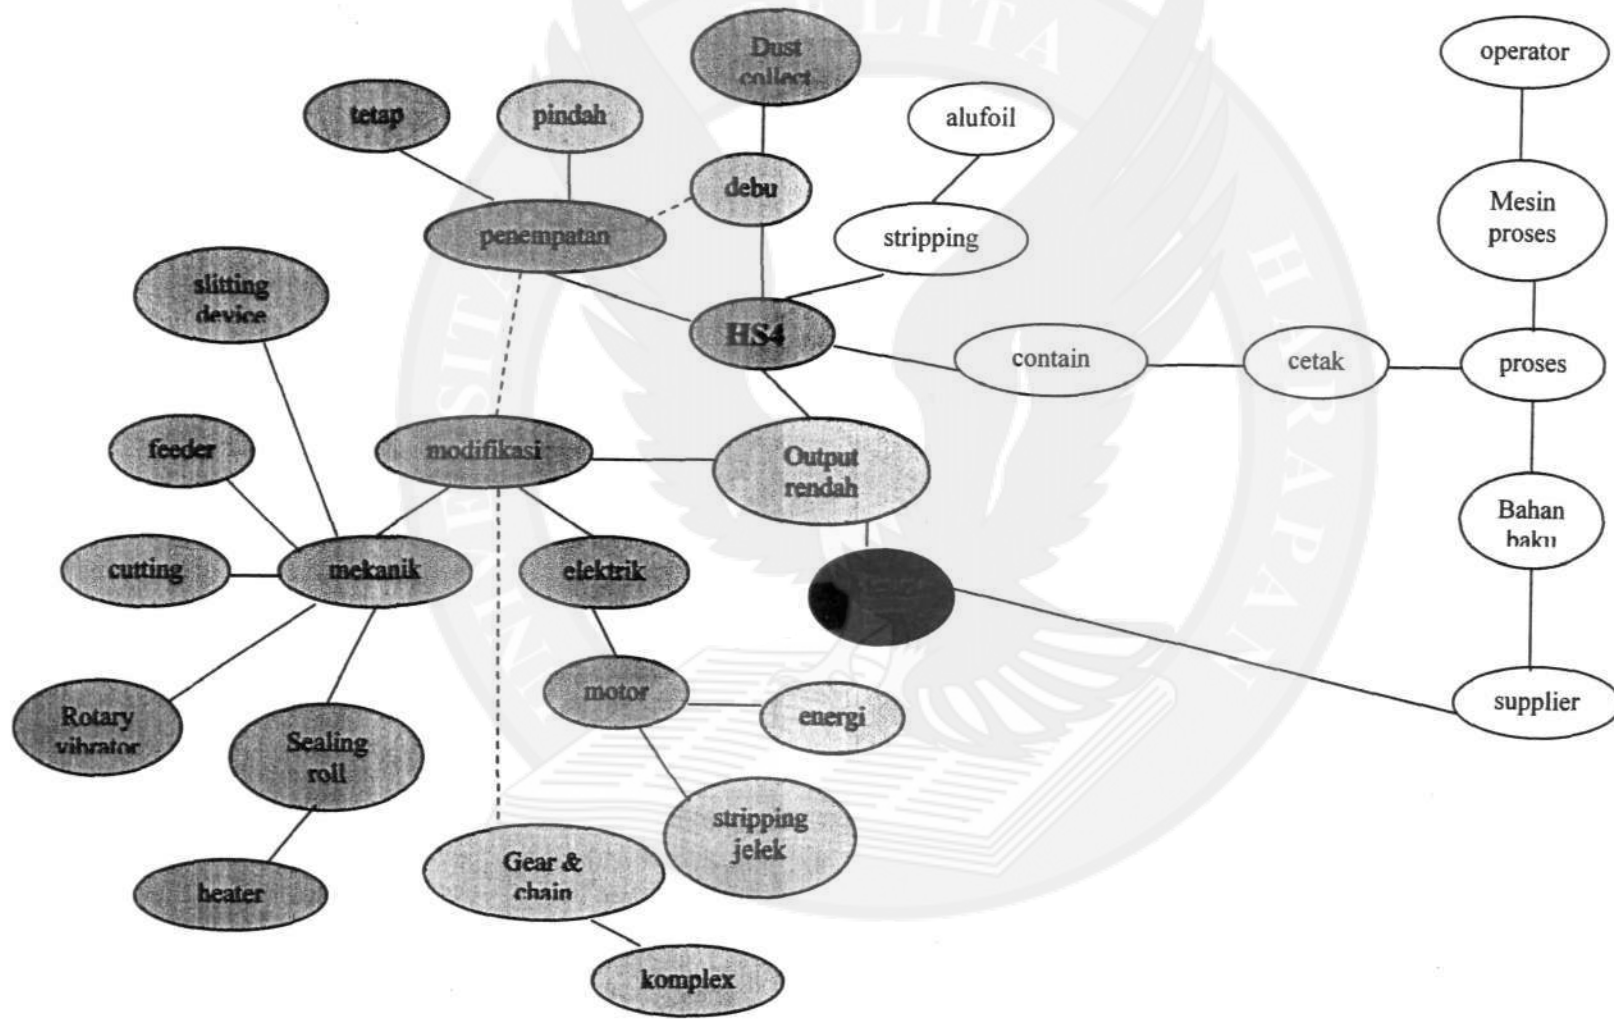 Dust
collect
operator
tetap
pindah
alufoil
debu
Mesin
proses
penempatan
stripping
slitting
device
HS4
contain
cetak
proses
feeder
modifikasi
Output
rendah
Bahan
baku
cutting
mekanik
elektrik
motor
energi
supplier
Rotary
vibrator
Sealing
roll
stripping
jelek
Gear &
chain
heater
komplex
HARAPAN